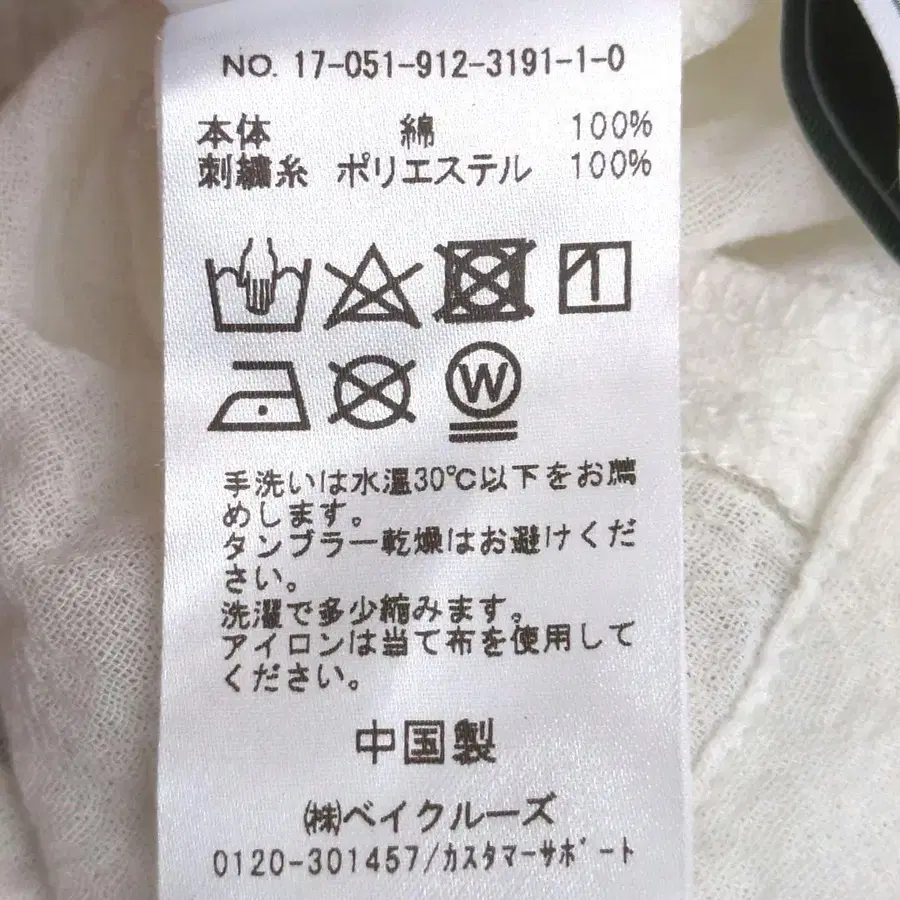 NO. 17-051-912-3191-1-0
本体 綿 100%
刺繍糸 ポリエステル 100%
W
手洗いは水温30℃以下をお薦
めします。
タンブラー乾燥はお避けくだ
さい。
洗濯で多少縮みます。
アイロンは当て布を使用して
ください。
中国製
㈱ベイクルーズ
0120-301457/ｶｽﾀﾏｰｻﾎﾟｰﾄ